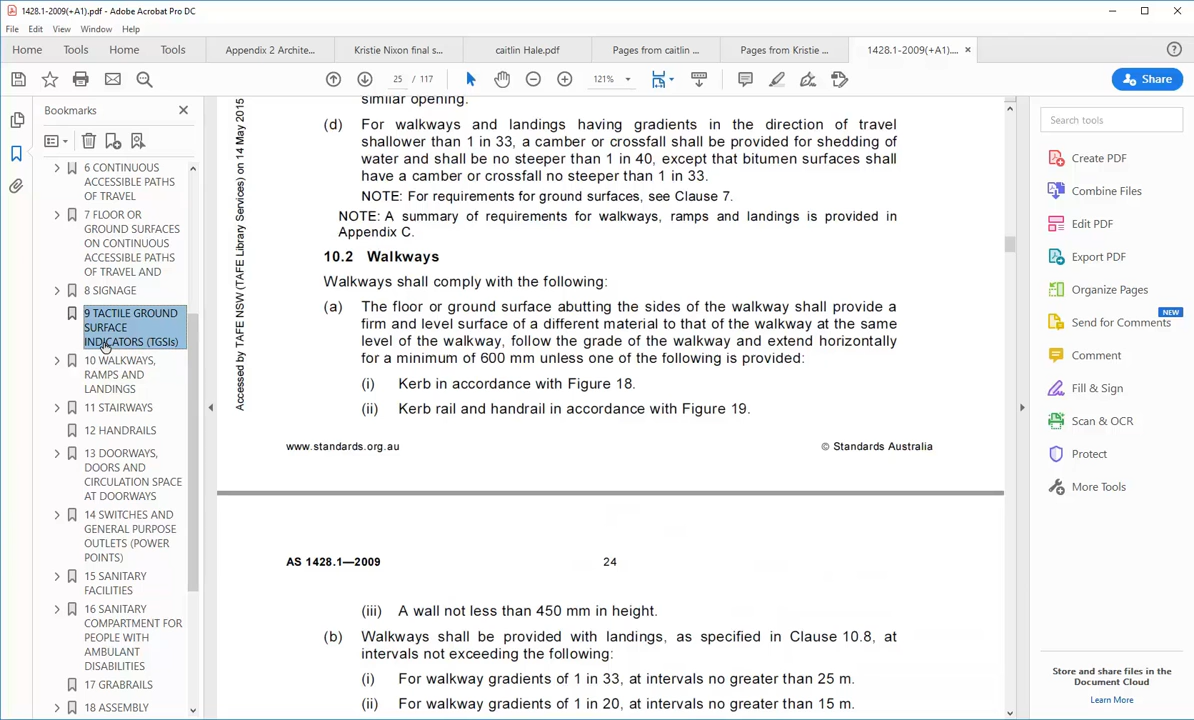 1428.1-2009(+A1).pdf - Adobe Acrobat Pro DC
File Edit View Window Help
Home Tools Home Tools Appendix 2 Archite... Kristie Nixon final s... caitlin Hale.pdf Pages from caitlin ... Pages from Kristie ... 1428.1-2009(+A1).... ×
25 / 117 121% Share
Bookmarks
6 CONTINUOUS
ACCESSIBLE PATHS
OF TRAVEL
7 FLOOR OR
GROUND SURFACES
ON CONTINUOUS
ACCESSIBLE PATHS
OF TRAVEL AND
8 SIGNAGE
9 TACTILE GROUND
SURFACE
INDICATORS (TGSIs)
10 WALKWAYS,
RAMPS AND
LANDINGS
11 STAIRWAYS
12 HANDRAILS
13 DOORWAYS,
DOORS AND
CIRCULATION SPACE
AT DOORWAYS
14 SWITCHES AND
GENERAL PURPOSE
OUTLETS (POWER
POINTS)
15 SANITARY
FACILITIES
16 SANITARY
COMPARTMENT FOR
PEOPLE WITH
AMBULANT
DISABILITIES
17 GRABRAILS
18 ASSEMBLY
Accessed by TAFE NSW (TAFE Library Services) on 14 May 2015
similar opening.
(d) For walkways and landings having gradients in the direction of travel
shallower than 1 in 33, a camber or crossfall shall be provided for shedding of
water and shall be no steeper than 1 in 40, except that bitumen surfaces shall
have a camber or crossfall no steeper than 1 in 33.
NOTE: For requirements for ground surfaces, see Clause 7.
NOTE: A summary of requirements for walkways, ramps and landings is provided in
Appendix C.
10.2 Walkways
Walkways shall comply with the following:
(a) The floor or ground surface abutting the sides of the walkway shall provide a
firm and level surface of a different material to that of the walkway at the same
level of the walkway, follow the grade of the walkway and extend horizontally
for a minimum of 600 mm unless one of the following is provided:
(i) Kerb in accordance with Figure 18.
(ii) Kerb rail and handrail in accordance with Figure 19.
www.standards.org.au © Standards Australia
AS 1428.1—2009 24
(iii) A wall not less than 450 mm in height.
(b) Walkways shall be provided with landings, as specified in Clause 10.8, at
intervals not exceeding the following:
(i) For walkway gradients of 1 in 33, at intervals no greater than 25 m.
(ii) For walkway gradients of 1 in 20, at intervals no greater than 15 m.
Search tools
Create PDF
Combine Files
Edit PDF
Export PDF
Organize Pages
NEW
Send for Comments
Comment
Fill & Sign
Scan & OCR
Protect
More Tools
Store and share files in the
Document Cloud
Learn More